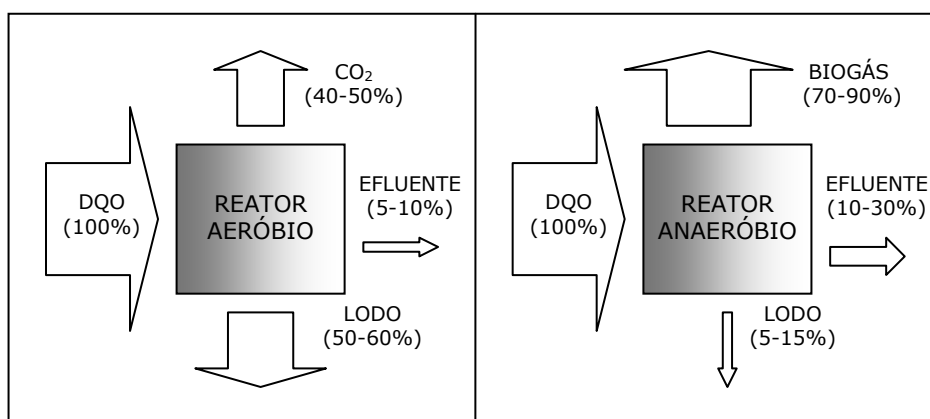 CO₂
(40-50%)
DQO
(100%)
REATOR
AERÓBIO
EFLUENTE
(5-10%)
LODO
(50-60%)
BIOGÁS
(70-90%)
DQO
(100%)
REATOR
ANAERÓBIO
EFLUENTE
(10-30%)
LODO
(5-15%)